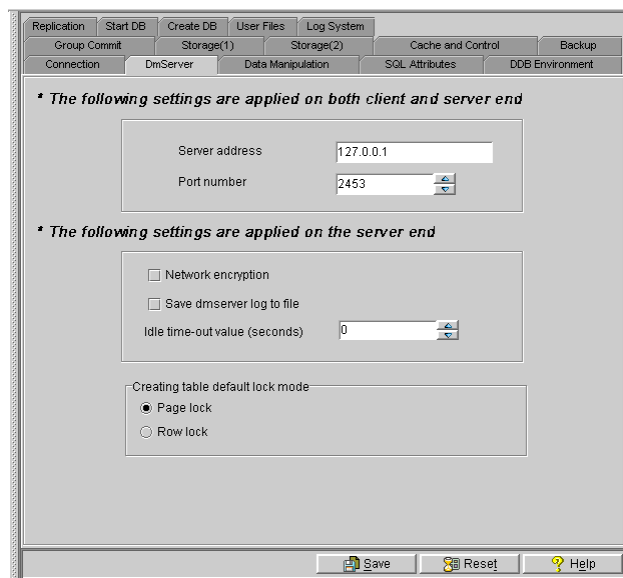 Replication Start DB Create DB User Files Log System
Group Commit Storage(1) Storage(2) Cache and Control Backup
Connection DmServer Data Manipulation SQL Attributes DDB Environment
* The following settings are applied on both client and server end
Server address 127.0.0.1
Port number 2453
* The following settings are applied on the server end
Network encryption
Save dmserver log to file
Idle time-out value (seconds) 0
Creating table default lock mode
Page lock
Row lock
Save Reset Help